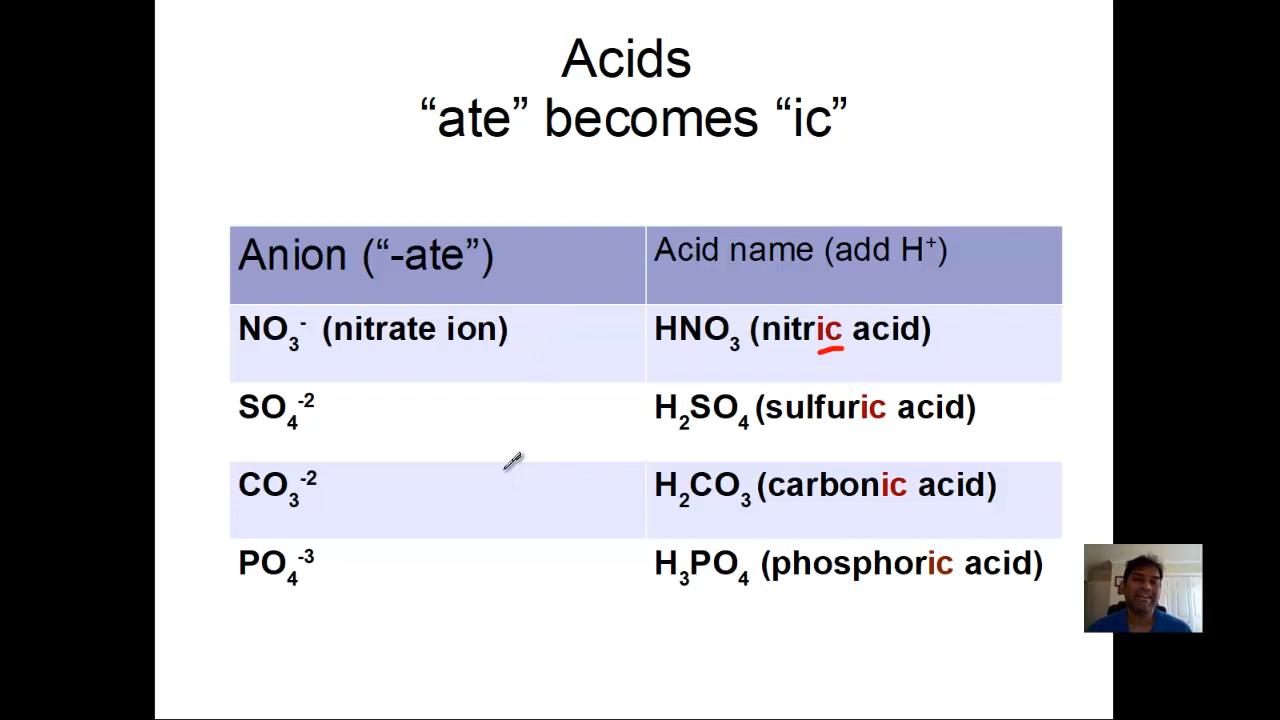 Acids
“ate” becomes “ic”
Anion (“-ate”) Acid name (add H⁺)
NO₃⁻ (nitrate ion) HNO₃ (nitric acid)
SO₄⁻² H₂SO₄ (sulfuric acid)
CO₃⁻² H₂CO₃ (carbonic acid)
PO₄⁻³ H₃PO₄ (phosphoric acid)